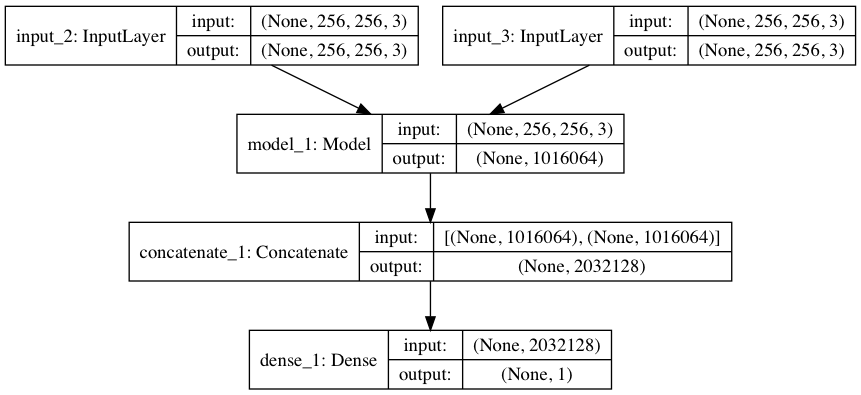 input_2: InputLayer
input: (None, 256, 256, 3)
output: (None, 256, 256, 3)
input_3: InputLayer
input: (None, 256, 256, 3)
output: (None, 256, 256, 3)
model_1: Model
input: (None, 256, 256, 3)
output: (None, 1016064)
concatenate_1: Concatenate
input: [(None, 1016064), (None, 1016064)]
output: (None, 2032128)
dense_1: Dense
input: (None, 2032128)
output: (None, 1)